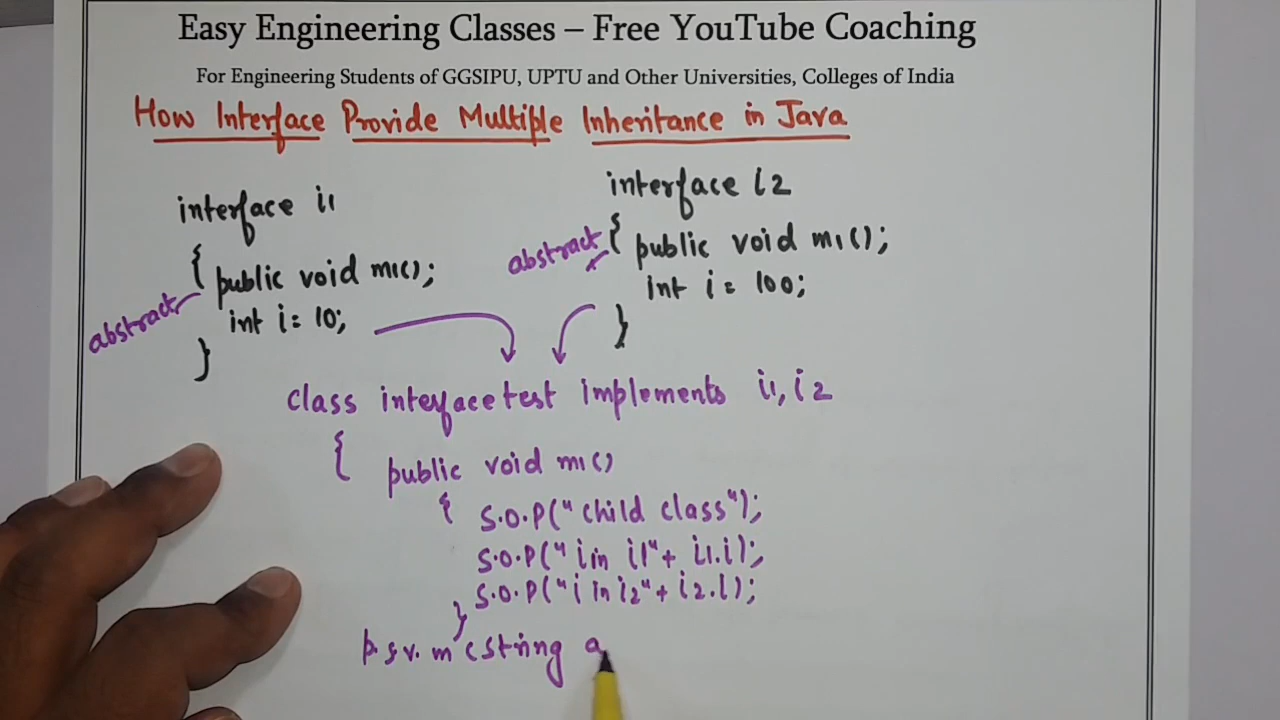 Easy Engineering Classes – Free YouTube Coaching
For Engineering Students of GGSIPU, UPTU and Other Universities, Colleges of India
How Interface Provide Multiple Inheritance in Java
interface i1
{ public void m1();
abstract
int i = 10;
}
interface i2
abstract { public void m1();
int i = 100;
}
class interfacetest implements i1, i2
{ public void m1()
{ S.O.P("child class");
S.O.P("i in i1"+ i1.i);
S.O.P("i in i2"+ i2.i);
}
p. s v. m (string a